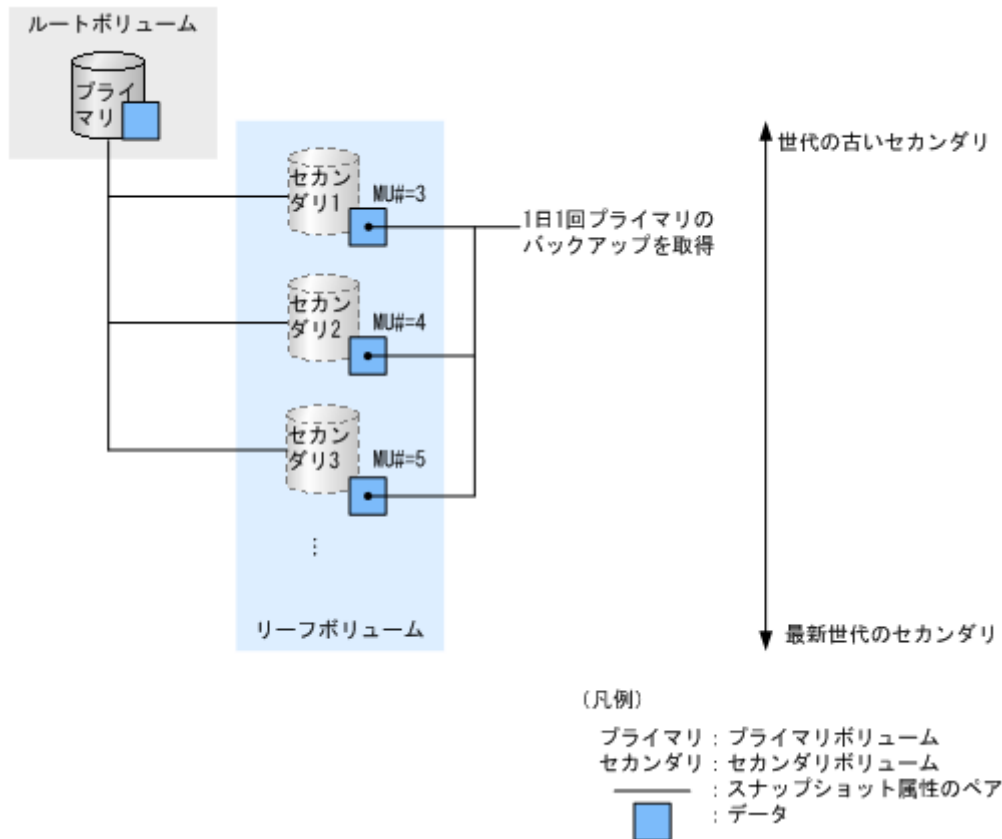 ルートボリューム
プライ
マリ
世代の古いセカンダリ
セカン
ダリ1
MU#=3
1日1回プライマリの
バックアップを取得
セカン
ダリ2
MU#=4
セカン
ダリ3
MU#=5
⋮
リーフボリューム
最新世代のセカンダリ
(凡例)
プライマリ：プライマリボリューム
セカンダリ：セカンダリボリューム
：スナップショット属性のペア
：データ